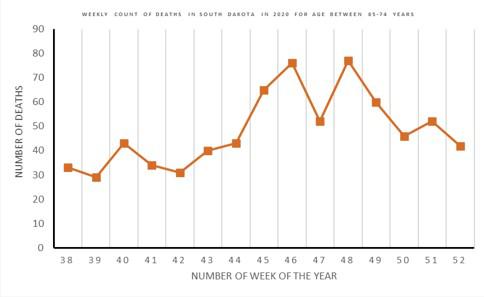 WEEKLY COUNT OF DEATHS IN SOUTH DAKOTA IN 2020 FOR AGE BETWEEN 65-74 YEARS
90
80
70
60
50
40
30
20
10
0
NUMBER OF DEATHS
38 39 40 41 42 43 44 45 46 47 48 49 50 51 52
NUMBER OF WEEK OF THE YEAR